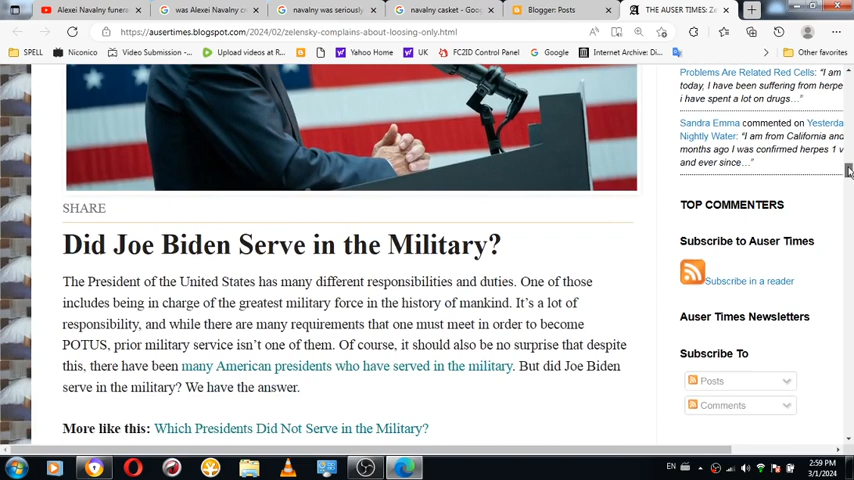 Alexei Navalny funera
was Alexei Navalny cr
navalny was seriously
navalny casket - Goo
Blogger: Posts
THE AUSER TIMES: Ze
https://ausertimes.blogspot.com/2024/02/zelensky-complains-about-loosing-only.html
SPELL
Niconico
Video Submission -...
Upload videos at R...
Yahoo Home
UK
FC2ID Control Panel
Google
Internet Archive: Di...
Other favorites
SHARE
Did Joe Biden Serve in the Military?
The President of the United States has many different responsibilities and duties. One of those
includes being in charge of the greatest military force in the history of mankind. It's a lot of
responsibility, and while there are many requirements that one must meet in order to become
POTUS, prior military service isn't one of them. Of course, it should also be no surprise that despite
this, there have been many American presidents who have served in the military. But did Joe Biden
serve in the military? We have the answer.
More like this: Which Presidents Did Not Serve in the Military?
Problems Are Related Red Cells: "I am
today, I have been suffering from herpe
i have spent a lot on drugs…"
Sandra Emma commented on Yesterda
Nightly Water: "I am from California and
months ago I was confirmed herpes 1 v
and ever since…"
TOP COMMENTERS
Subscribe to Auser Times
Subscribe in a reader
Auser Times Newsletters
Subscribe To
Posts
Comments
EN
2:59 PM
3/1/2024